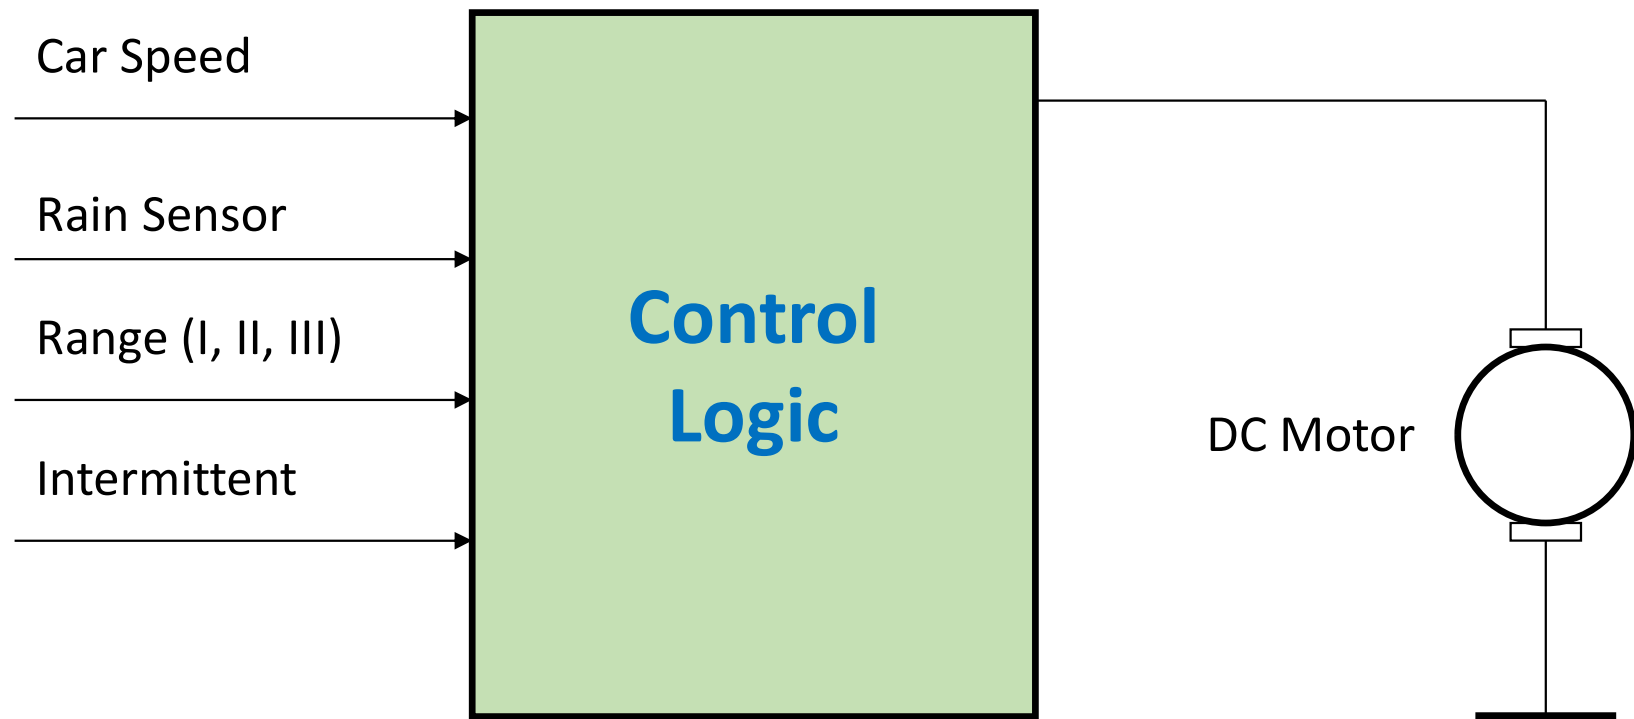 Car Speed
Rain Sensor
Range (I, II, III)
Intermittent
Control
Logic
DC Motor